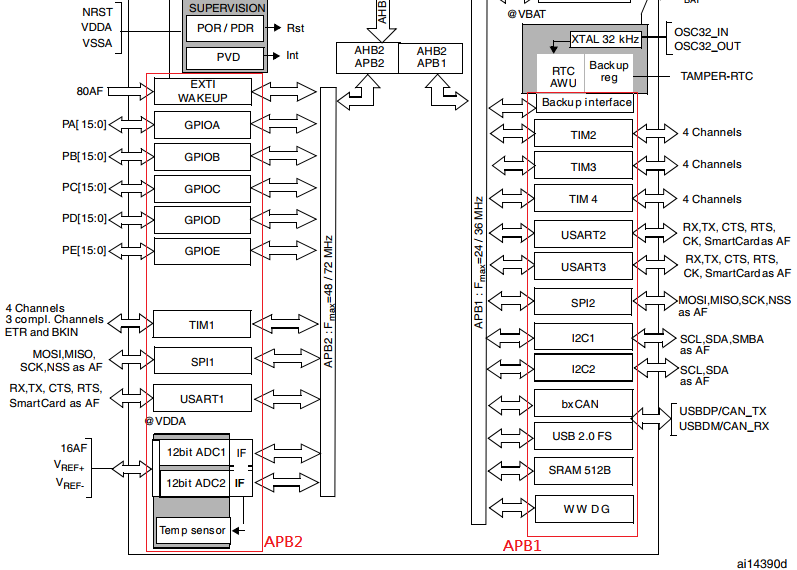 NRST
VDDA
VSSA
SUPERVISION
POR / PDR
Rst
PVD
Int
AHB
@VBAT
XTAL 32 kHz
OSC32_IN
OSC32_OUT
AHB2
APB2
AHB2
APB1
RTC
AWU
Backup
reg
TAMPER-RTC
Backup interface
80AF
EXTI
WAKEUP
PA[15:0]
GPIOA
PB[15:0]
GPIOB
PC[15:0]
GPIOC
PD[15:0]
GPIOD
PE[15:0]
GPIOE
4 Channels
3 compl. Channels
ETR and BKIN
TIM1
MOSI,MISO,
SCK,NSS as AF
SPI1
RX,TX, CTS, RTS,
SmartCard as AF
USART1
@VDDA
16AF
VREF+
VREF-
12bit ADC1
IF
12bit ADC2
IF
Temp sensor
APB2
APB2 : Fmax=48 / 72 MHz
APB1 : Fmax=24 / 36 MHz
TIM2
4 Channels
TIM3
4 Channels
TIM 4
4 Channels
USART2
RX,TX, CTS, RTS,
CK, SmartCard as AF
USART3
RX,TX, CTS, RTS,
CK, SmartCard as AF
SPI2
MOSI,MISO,SCK,NSS
as AF
I2C1
SCL,SDA,SMBA
as AF
I2C2
SCL,SDA
as AF
bxCAN
USBDP/CAN_TX
USBDM/CAN_RX
USB 2.0 FS
SRAM 512B
WWDG
APB1
ai14390d